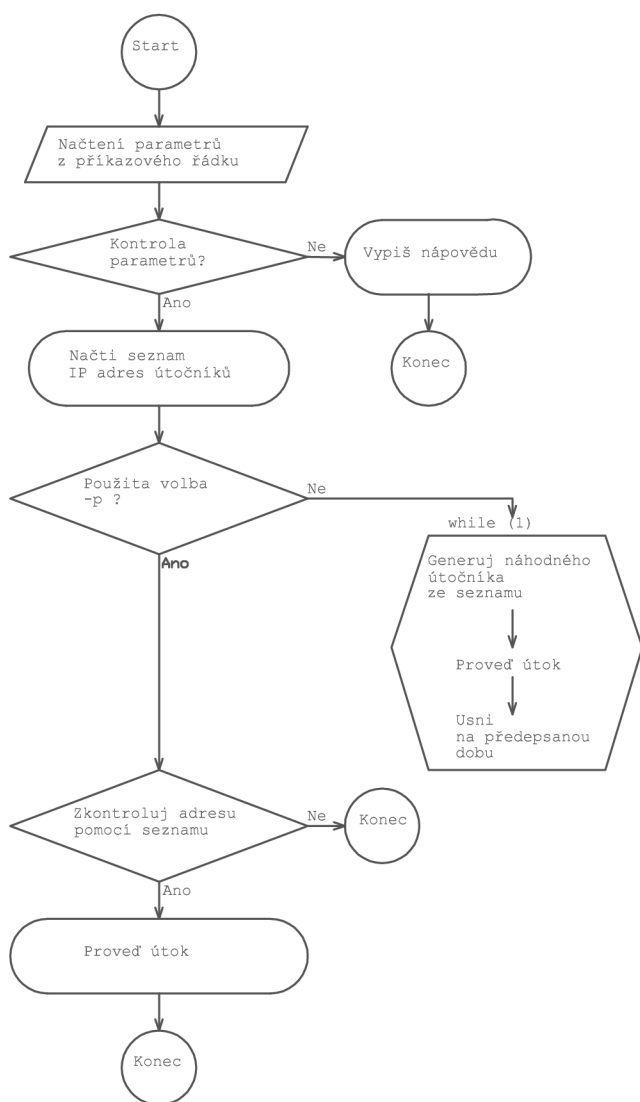 Start
Načtení parametrů
z příkazového řádku
Kontrola
parametrů?
Ne
Vypiš nápovědu
Ano
Konec
Načti seznam
IP adres útočníků
Použita volba
-p ?
Ne
while (1)
Ano
Generuj náhodného
útočníka
ze seznamu
Proveď útok
Usni
na předepsanou
dobu
Zkontroluj adresu
pomocí seznamu
Ne
Konec
Ano
Proveď útok
Konec